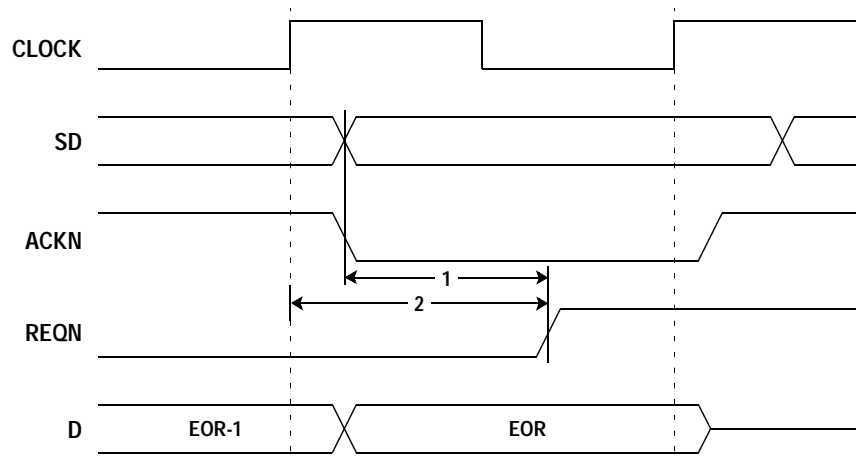 CLOCK
SD
ACKN
1
2
REQN
D
EOR-1
EOR